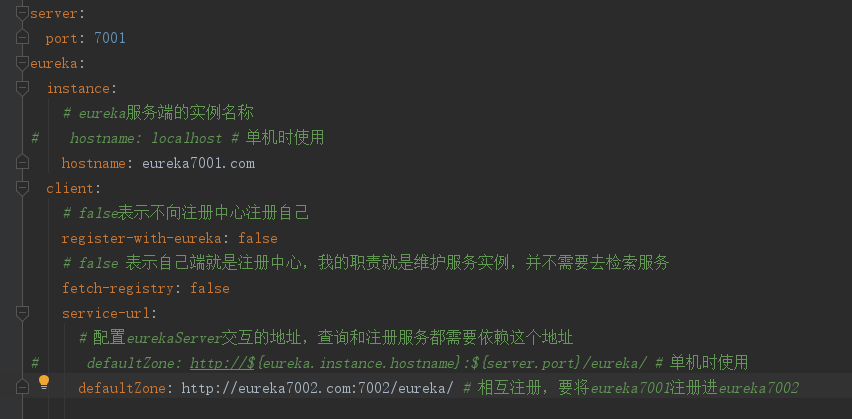 server:
  port: 7001
eureka:
  instance:
    # eureka服务端的实例名称
#    hostname: localhost # 单机时使用
    hostname: eureka7001.com
  client:
    # false表示不向注册中心注册自己
    register-with-eureka: false
    # false 表示自己端就是注册中心，我的职责就是维护服务实例，并不需要去检索服务
    fetch-registry: false
    service-url:
      # 配置eurekaServer交互的地址，查询和注册服务都需要依赖这个地址
#      defaultZone: http://${eureka.instance.hostname}:${server.port}/eureka/ # 单机时使用
      defaultZone: http://eureka7002.com:7002/eureka/ # 相互注册，要将eureka7001注册进eureka7002